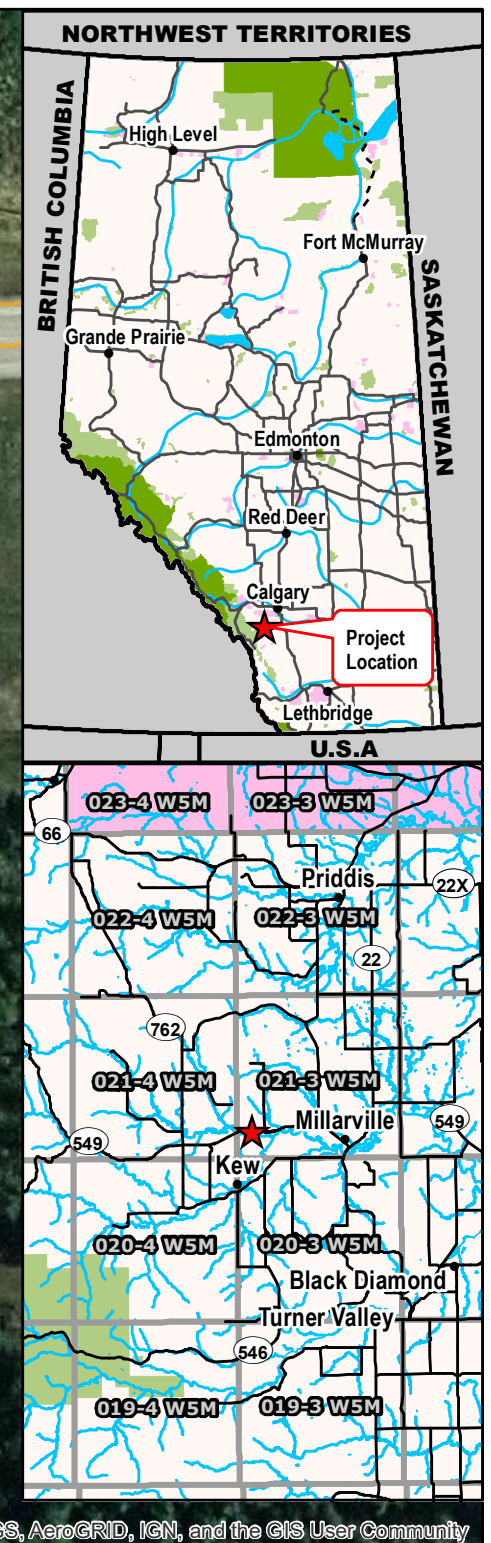 NORTHWEST TERRITORIES
BRITISH COLUMBIA
High Level
Fort McMurray
SASKATCHEWAN
Grande Prairie
Edmonton
Red Deer
Calgary
Project
Location
Lethbridge
U.S.A
023-4 W5M
023-3 W5M
66
Priddis
22X
022-4 W5M
022-3 W5M
22
762
021-4 W5M
021-3 W5M
Millarville
549
549
Kew
020-4 W5M
020-3 W5M
Black Diamond
Turner Valley
546
019-4 W5M
019-3 W5M
GS, AeroGRID, IGN, and the GIS User Community